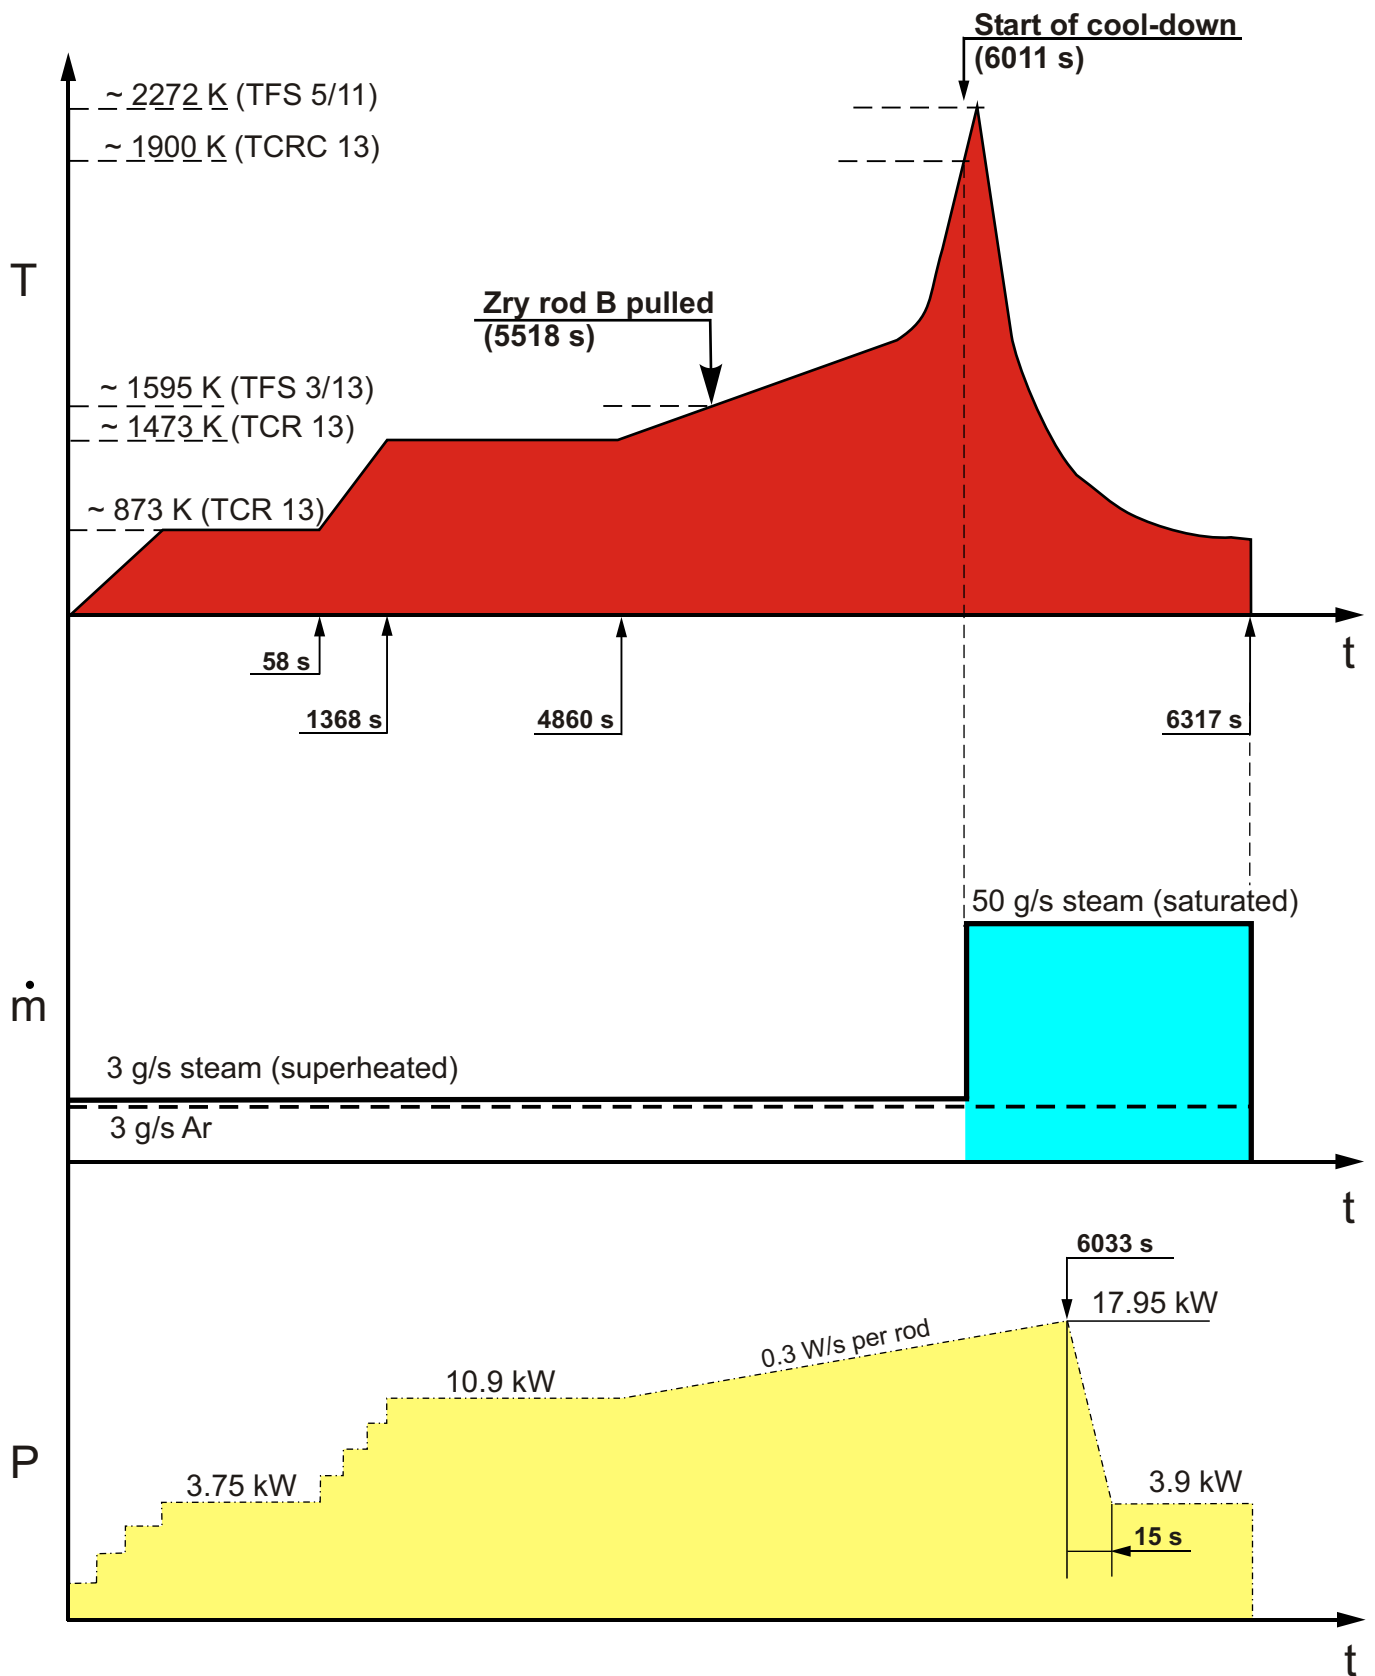 Start of cool-down
(6011 s)
~ 2272 K (TFS 5/11)
~ 1900 K (TCRC 13)
T
Zry rod B pulled
(5518 s)
~ 1595 K (TFS 3/13)
~ 1473 K (TCR 13)
~ 873 K (TCR 13)
t
58 s
1368 s
4860 s
6317 s
50 g/s steam (saturated)
ṁ
3 g/s steam (superheated)
3 g/s Ar
t
6033 s
17.95 kW
0.3 W/s per rod
10.9 kW
P
3.75 kW
3.9 kW
15 s
t